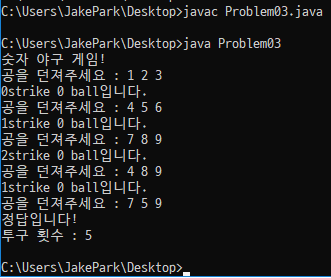 C:\Users\JakePark\Desktop>javac Problem03.java
C:\Users\JakePark\Desktop>java Problem03
숫자 야구 게임!
공을 던져주세요 : 1 2 3
0strike 0 ball입니다.
공을 던져주세요 : 4 5 6
1strike 0 ball입니다.
공을 던져주세요 : 7 8 9
2strike 0 ball입니다.
공을 던져주세요 : 4 8 9
1strike 0 ball입니다.
공을 던져주세요 : 7 5 9
정답입니다!
투구 횟수 : 5
C:\Users\JakePark\Desktop>